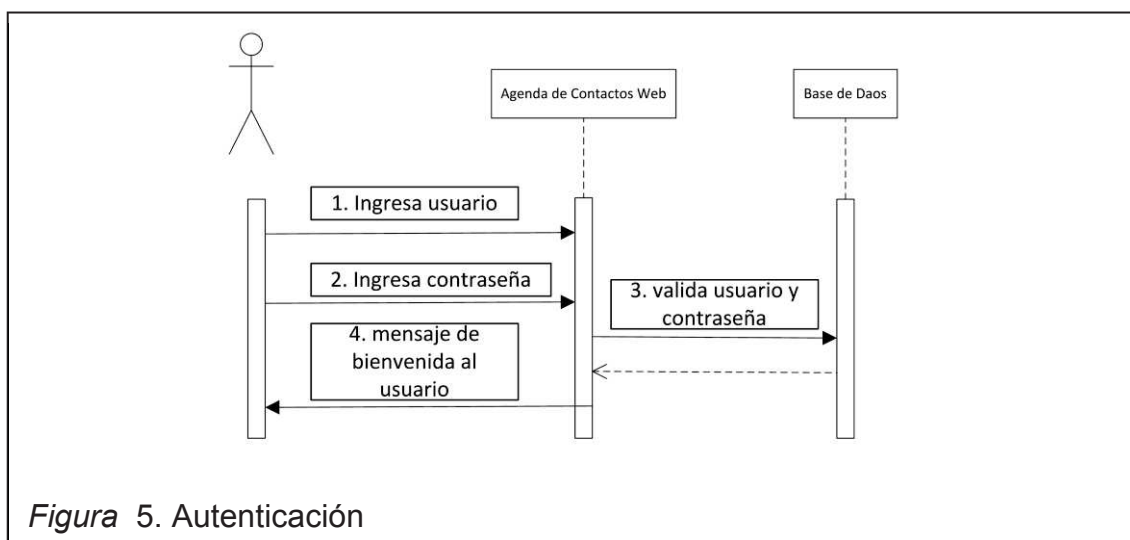 Agenda de Contactos Web
Base de Daos
1. Ingresa usuario
2. Ingresa contraseña
3. valida usuario y
contraseña
4. mensaje de
bienvenida al
usuario
Figura 5. Autenticación